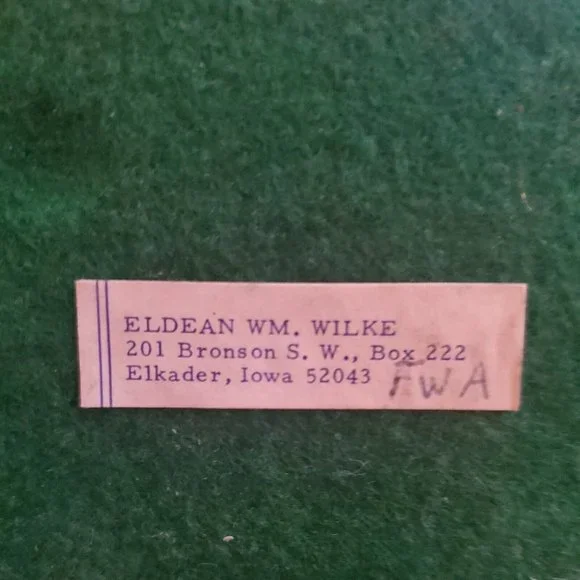 ELDEAN WM. WILKE
201 Bronson S. W., Box 222
Elkader, Iowa 52043
FWA